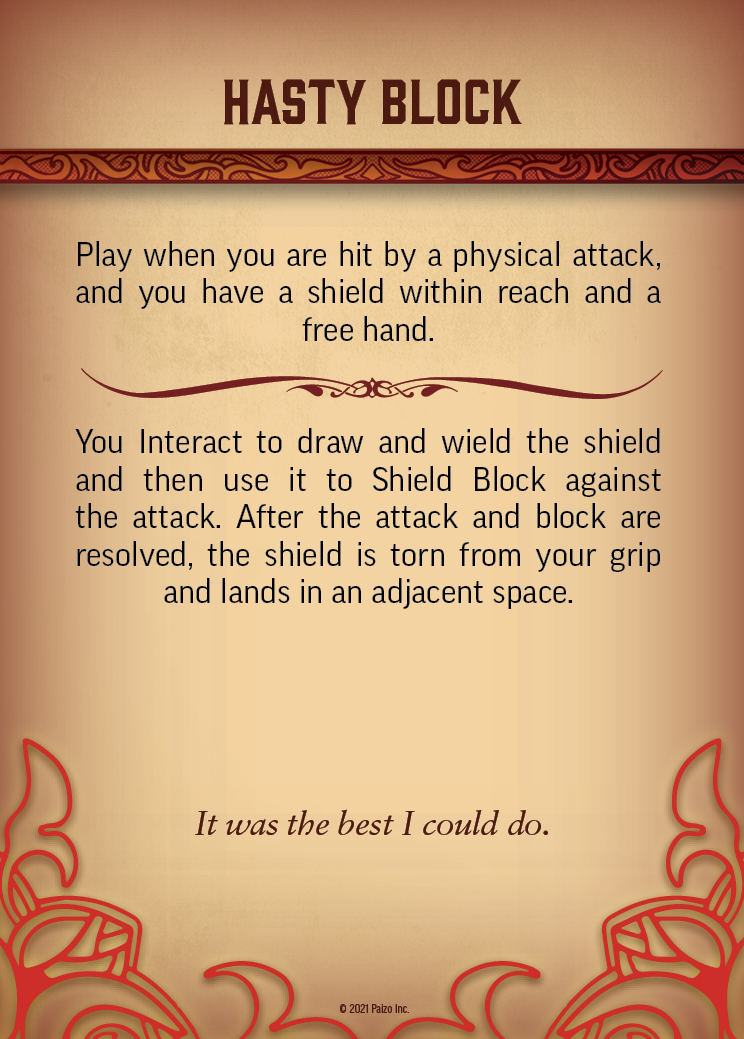 HASTY BLOCK
Play when you are hit by a physical attack,
and you have a shield within reach and a
free hand.
You Interact to draw and wield the shield
and then use it to Shield Block against
the attack. After the attack and block are
resolved, the shield is torn from your grip
and lands in an adjacent space.
It was the best I could do.
© 2021 Paizo Inc.